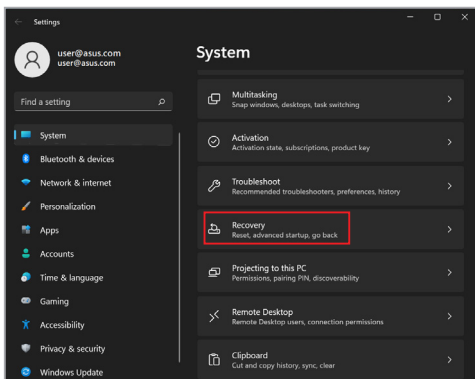 Settings
user@asus.com
user@asus.com
Find a setting
System
Bluetooth & devices
Network & internet
Personalization
Apps
Accounts
Time & language
Gaming
Accessibility
Privacy & security
Windows Update
System
Multitasking
Snap windows, desktops, task switching
Activation
Activation state, subscriptions, product key
Troubleshoot
Recommended troubleshooters, preferences, history
Recovery
Reset, advanced startup, go back
Projecting to this PC
Permissions, pairing PIN, discoverability
Remote Desktop
Remote Desktop users, connection permissions
Clipboard
Cut and copy history, sync, clear